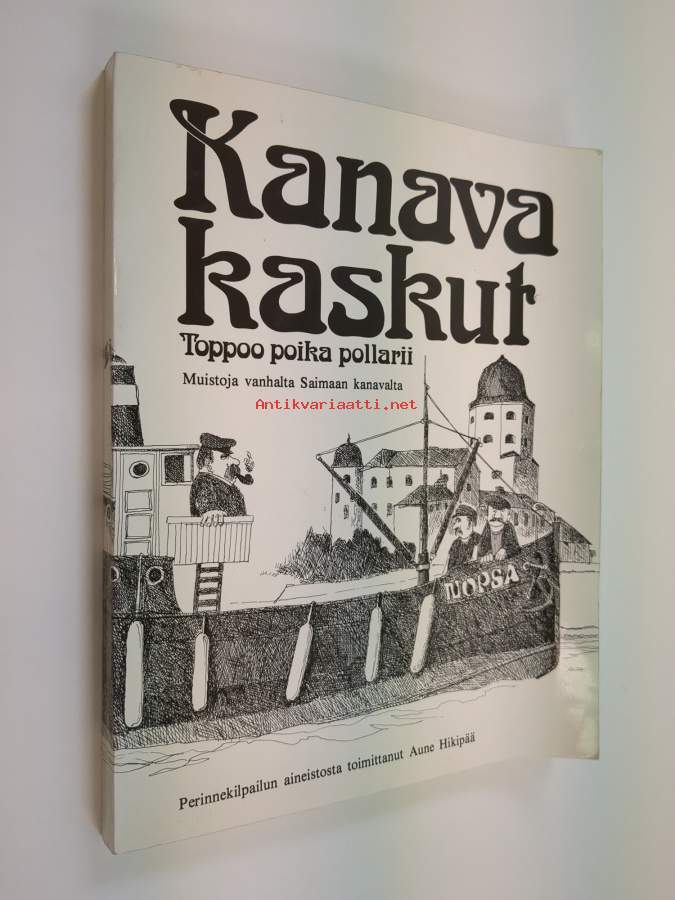 Kanava
kaskut
Toppoo poika pollarii
Muistoja vanhalta Saimaan kanavalta
Antikvariaatti.net
NOPSA
Perinnekilpailun aineistosta toimittanut Aune Hikipää